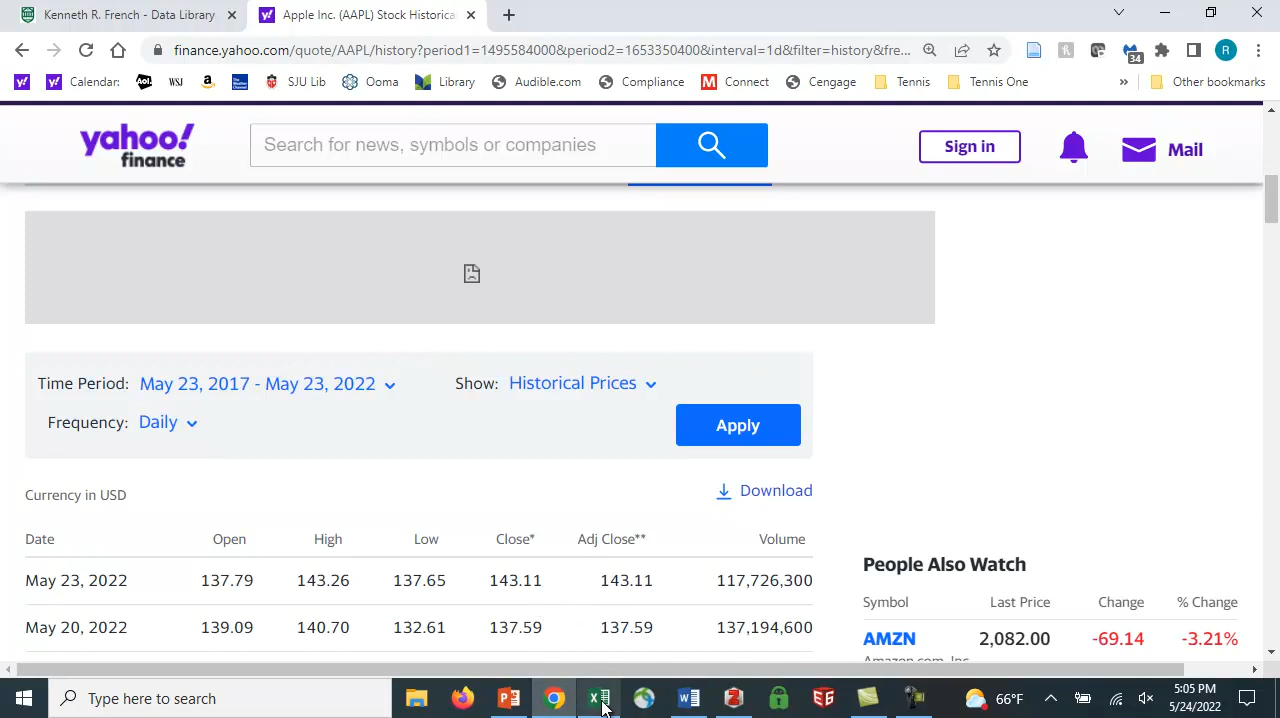 Kenneth R. French - Data Library
Apple Inc. (AAPL) Stock Historica
finance.yahoo.com/quote/AAPL/history?period1=1495584000&period2=1653350400&interval=1d&filter=history&fre...
34
R
Calendar:
Aol.
WSJ
SJU Lib
Ooma
Library
Audible.com
Compliance
M Connect
Cengage
Tennis
Tennis One
»
Other bookmarks
yahoo!
finance
Search for news, symbols or companies
Sign in
Mail
Time Period: May 23, 2017 - May 23, 2022
Show: Historical Prices
Frequency: Daily
Apply
Currency in USD
Download
Date Open High Low Close* Adj Close** Volume
May 23, 2022 137.79 143.26 137.65 143.11 143.11 117,726,300
May 20, 2022 139.09 140.70 132.61 137.59 137.59 137,194,600
People Also Watch
Symbol Last Price Change % Change
AMZN 2,082.00 -69.14 -3.21%
Amazon.com, Inc.
Type here to search
66°F
5:05 PM
5/24/2022